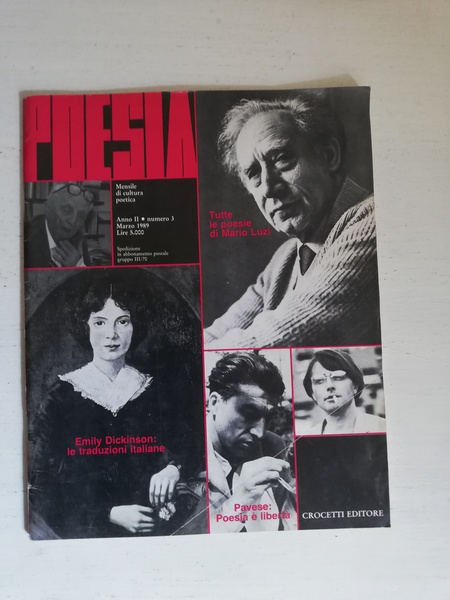 POESIA
Mensile
di cultura
poetica
Anno II • numero 3
Marzo 1989
Lire 5.000
Spedizione
in abbonamento postale
gruppo III/70
Tutte
le poesie
di Mario Luzi
Emily Dickinson:
le traduzioni italiane
Pavese:
Poesia è libertà
CROCETTI EDITORE